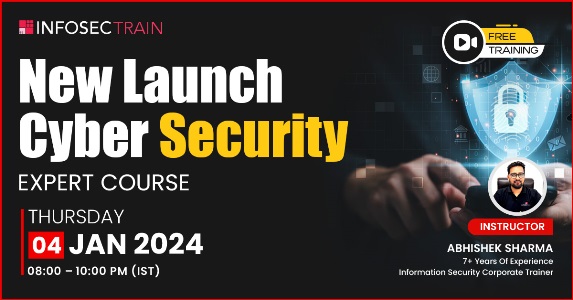 INFOSECTRAIN
FREE
TRAINING
New Launch
Cyber Security
EXPERT COURSE
THURSDAY
04 JAN 2024
08:00 – 10:00 PM (IST)
INSTRUCTOR
ABHISHEK SHARMA
7+ Years Of Experience
Information Security Corporate Trainer